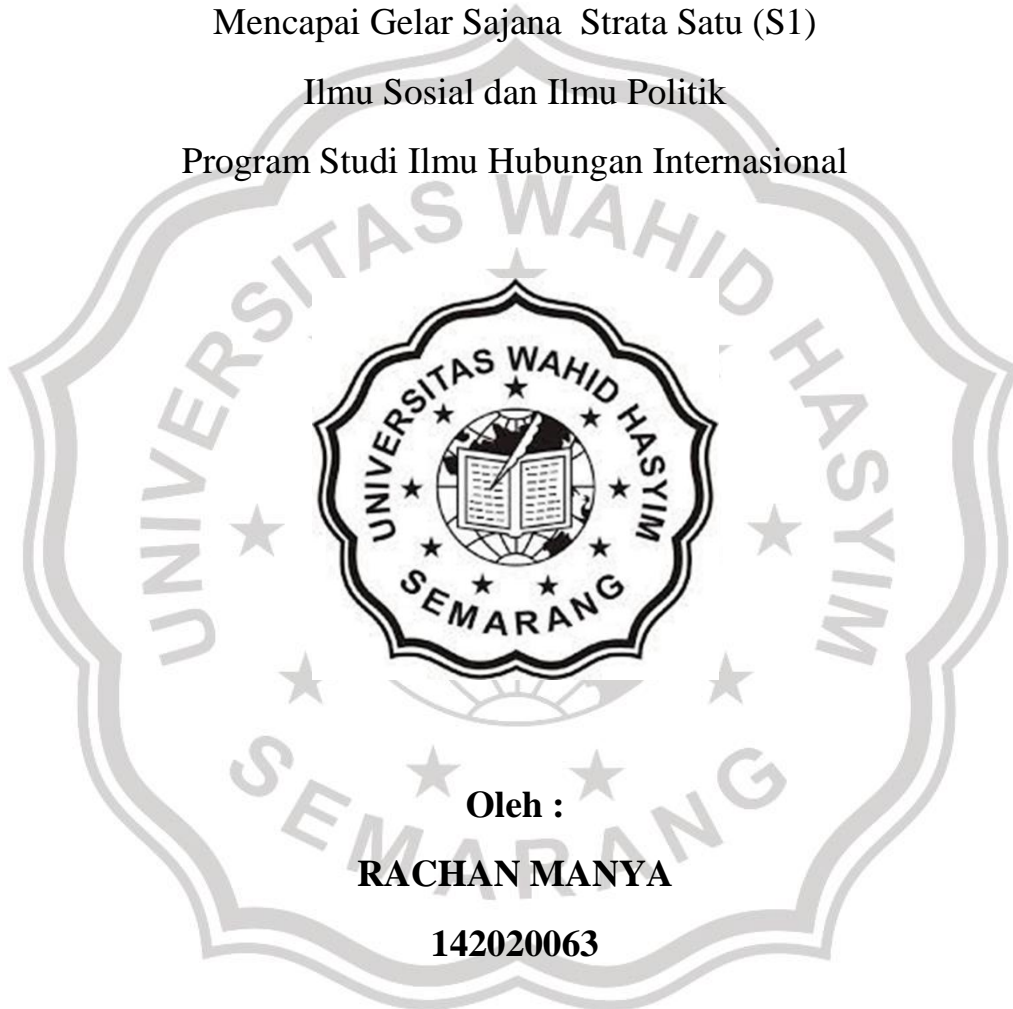 Mencapai Gelar Sajana Strata Satu (S1)
Ilmu Sosial dan Ilmu Politik
Program Studi Ilmu Hubungan Internasional
UNIVERSITAS WAHID HASYIM
SEMARANG
UNIVERSITAS WAHID HASYIM
SEMARANG
Oleh :
RACHAN MANYA
142020063